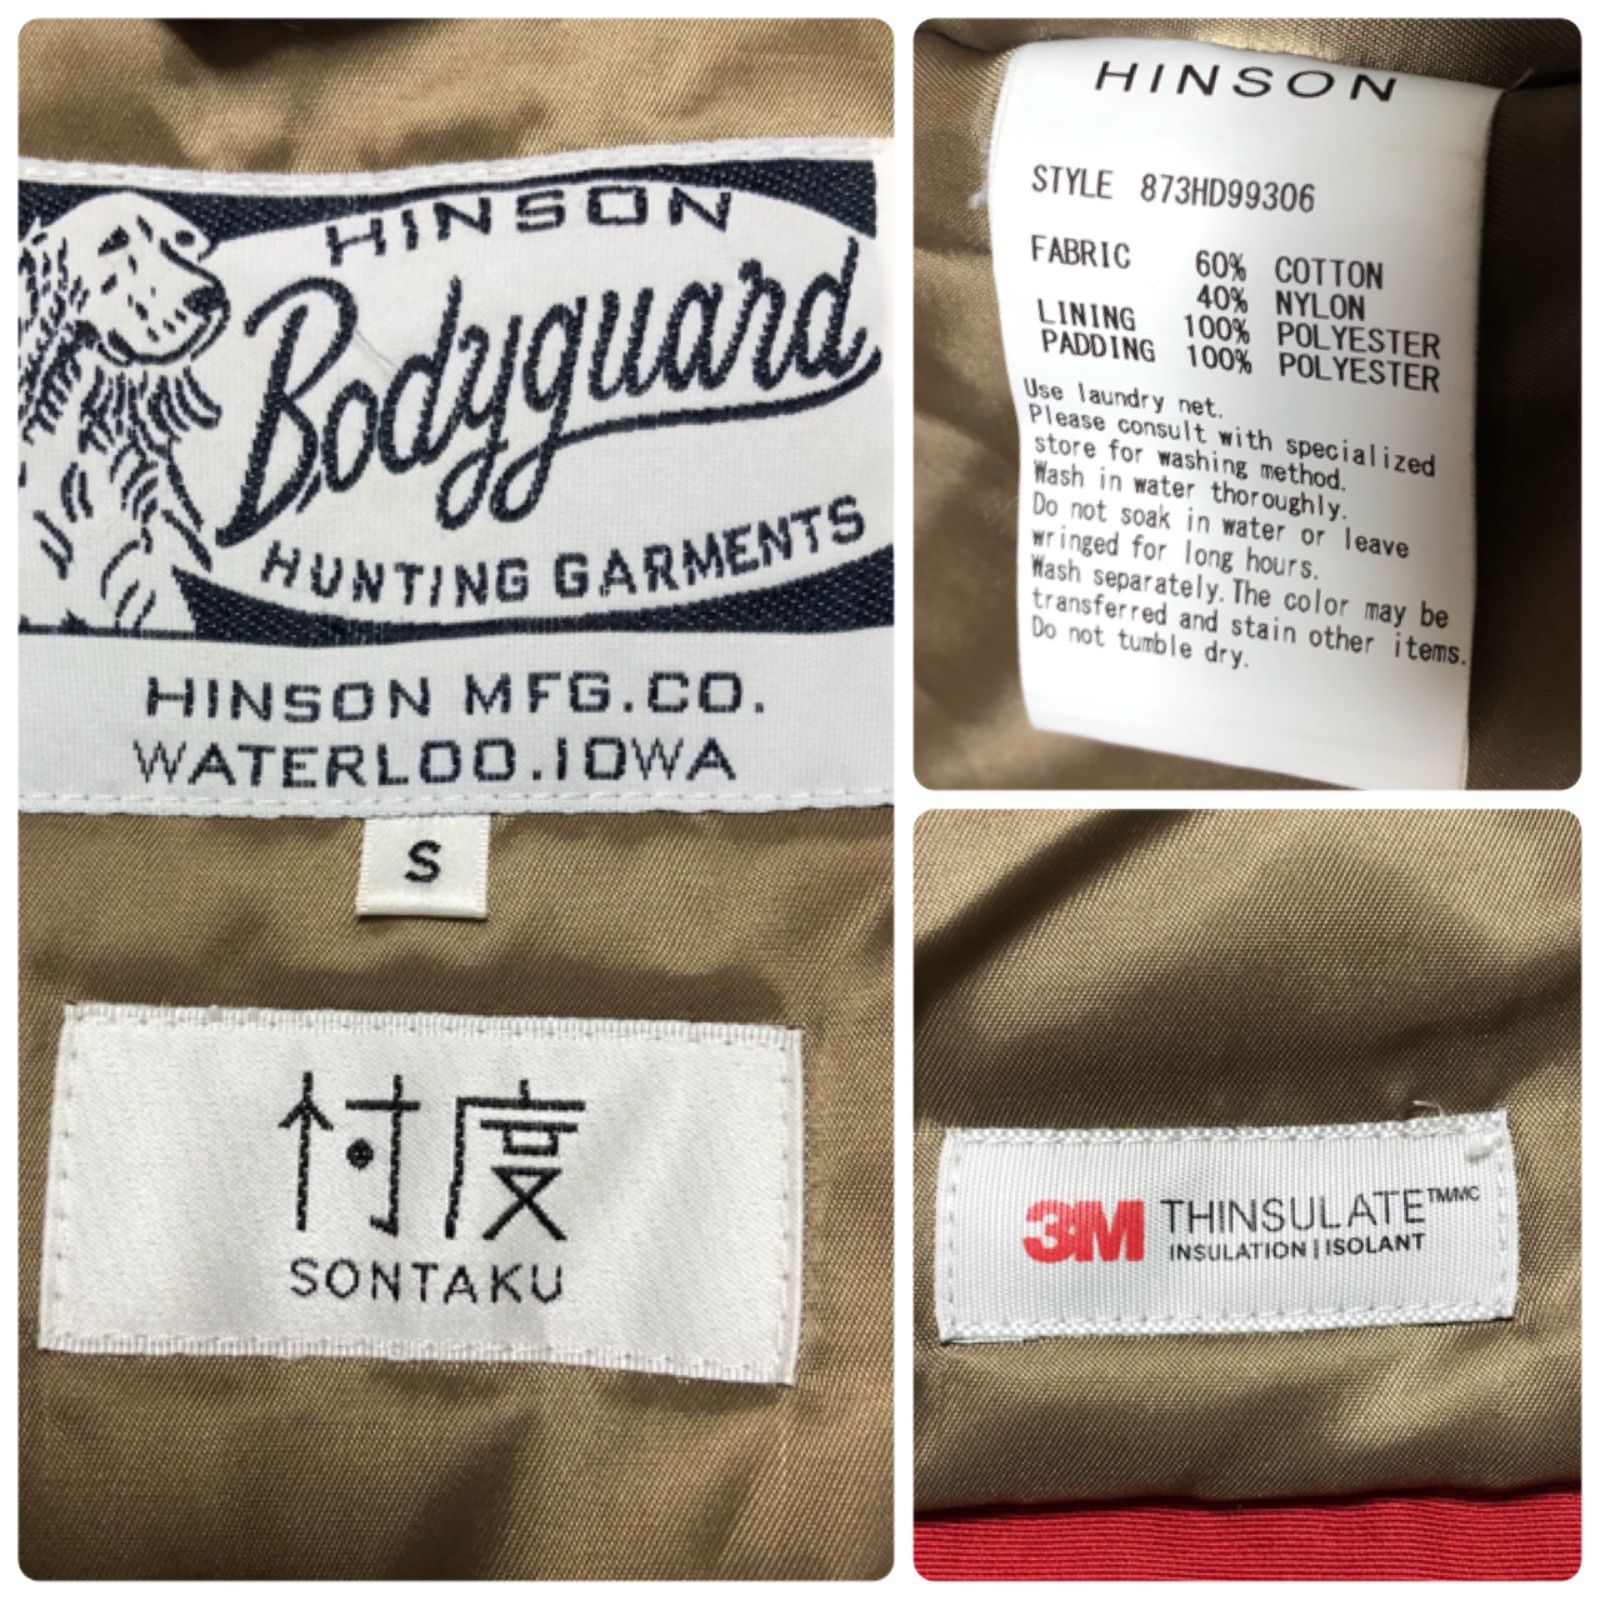 HINSON
Bodyguard
HUNTING GARMENTS
HINSON MFG.CO.
WATERLOO.IOWA
S
忖度
SONTAKU
HINSON
STYLE 873HD99306
FABRIC 60% COTTON
40% NYLON
LINING 100% POLYESTER
PADDING 100% POLYESTER
Use laundry net.
Please consult with specialized
store for washing method.
Wash in water thoroughly.
Do not soak in water or leave
wringed for long hours.
Wash separately.The color may be
transferred and stain other items.
Do not tumble dry.
3M THINSULATE™/MC
INSULATION | ISOLANT